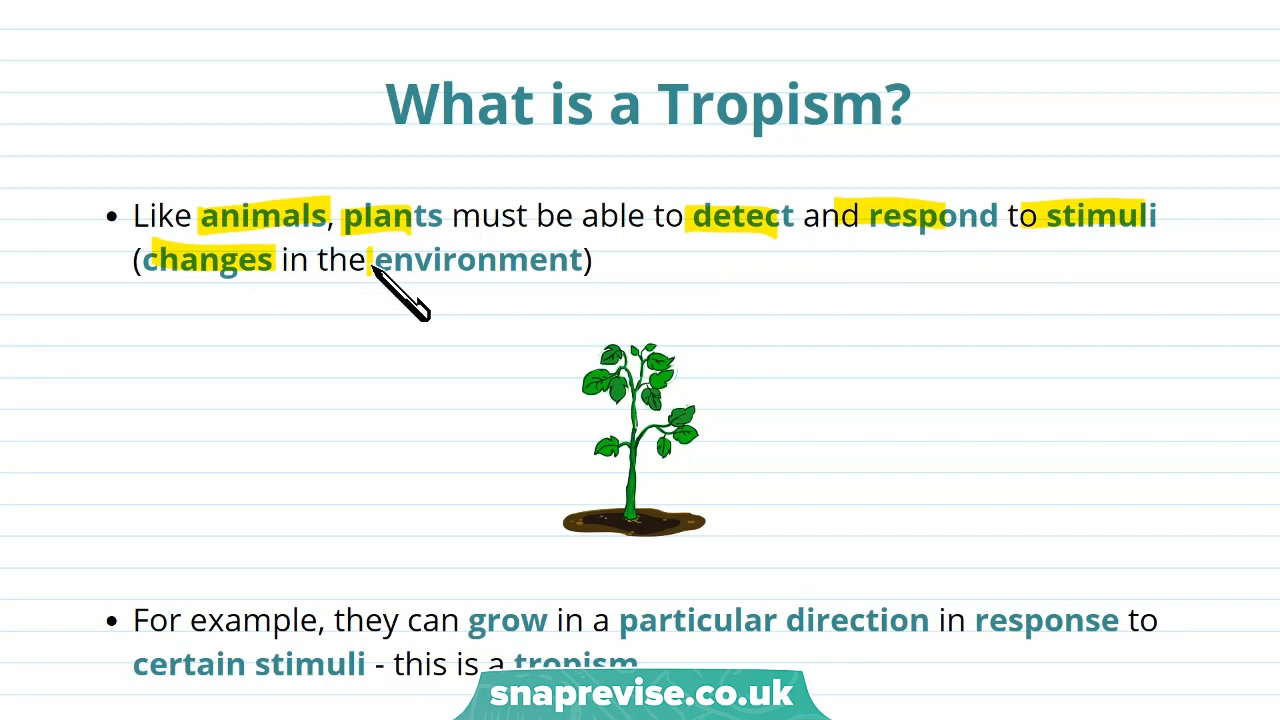 What is a Tropism?
• Like animals, plants must be able to detect and respond to stimuli
(changes in the environment)
• For example, they can grow in a particular direction in response to
certain stimuli - this is a tropism
snaprevise.co.uk